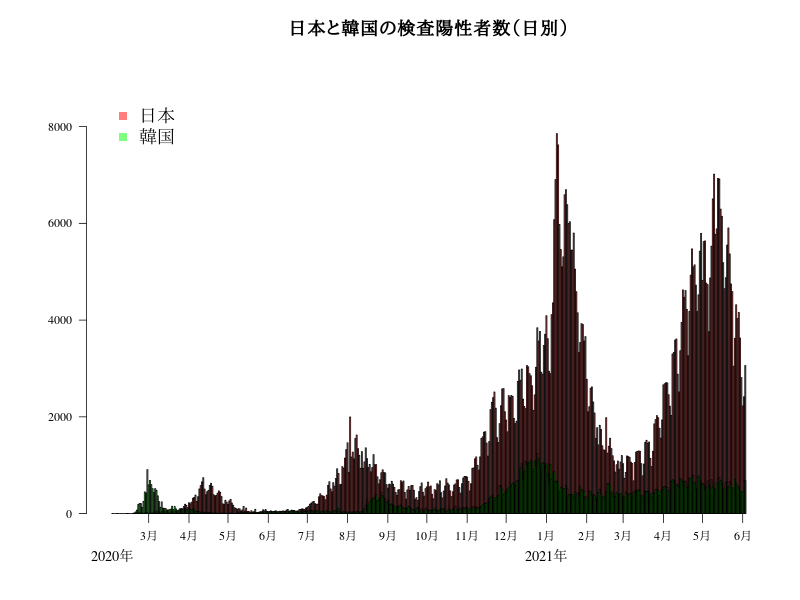 日本と韓国の検査陽性者数（日別）
日本
韓国
8000
6000
4000
2000
0
3月 4月 5月 6月 7月 8月 9月 10月 11月 12月 1月 2月 3月 4月 5月 6月
2020年 2021年